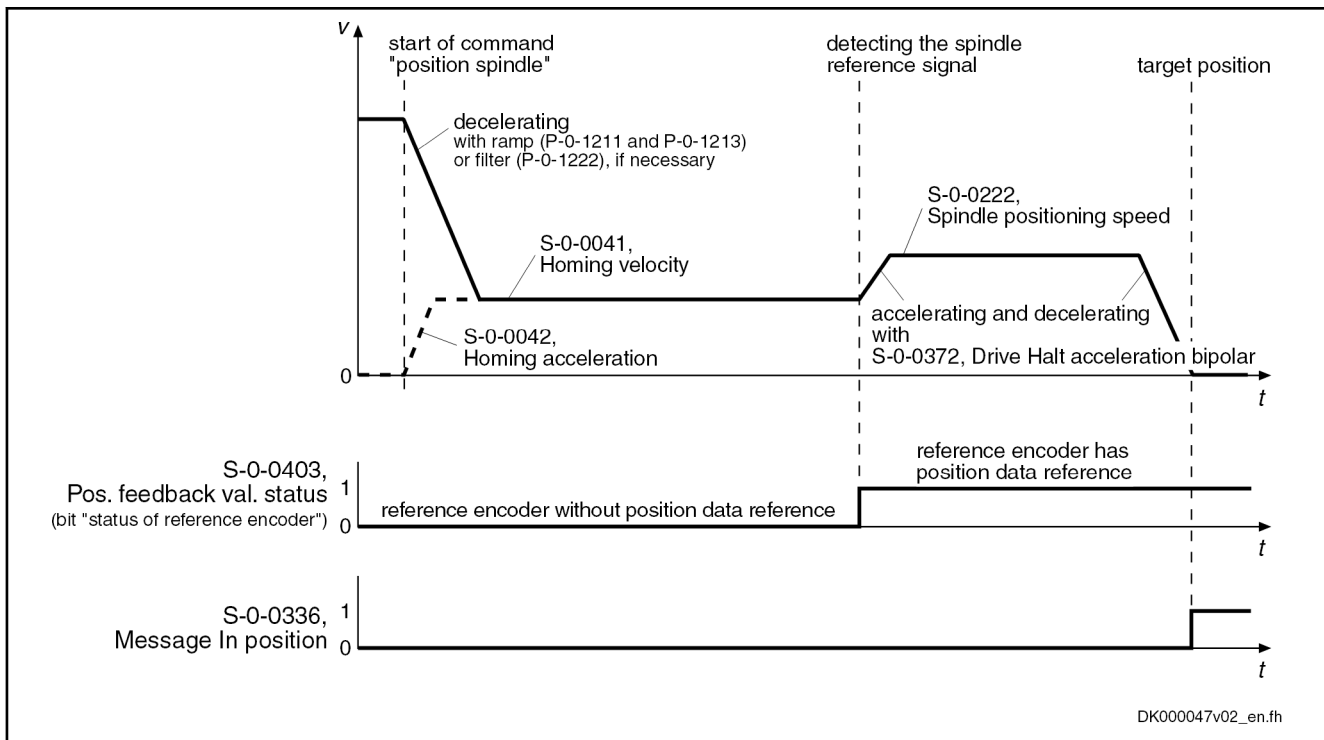 v
start of command
"position spindle"
detecting the spindle
reference signal
target position
decelerating
with ramp (P-0-1211 and P-0-1213)
or filter (P-0-1222), if necessary
S-0-0222,
Spindle positioning speed
S-0-0041,
Homing velocity
S-0-0042,
Homing acceleration
accelerating and decelerating
with
S-0-0372, Drive Halt acceleration bipolar
0
t
S-0-0403,
Pos. feedback val. status
(bit "status of reference encoder")
1
0
reference encoder without position data reference
reference encoder has
position data reference
t
S-0-0336,
Message In position
1
0
t
DK000047v02_en.fh